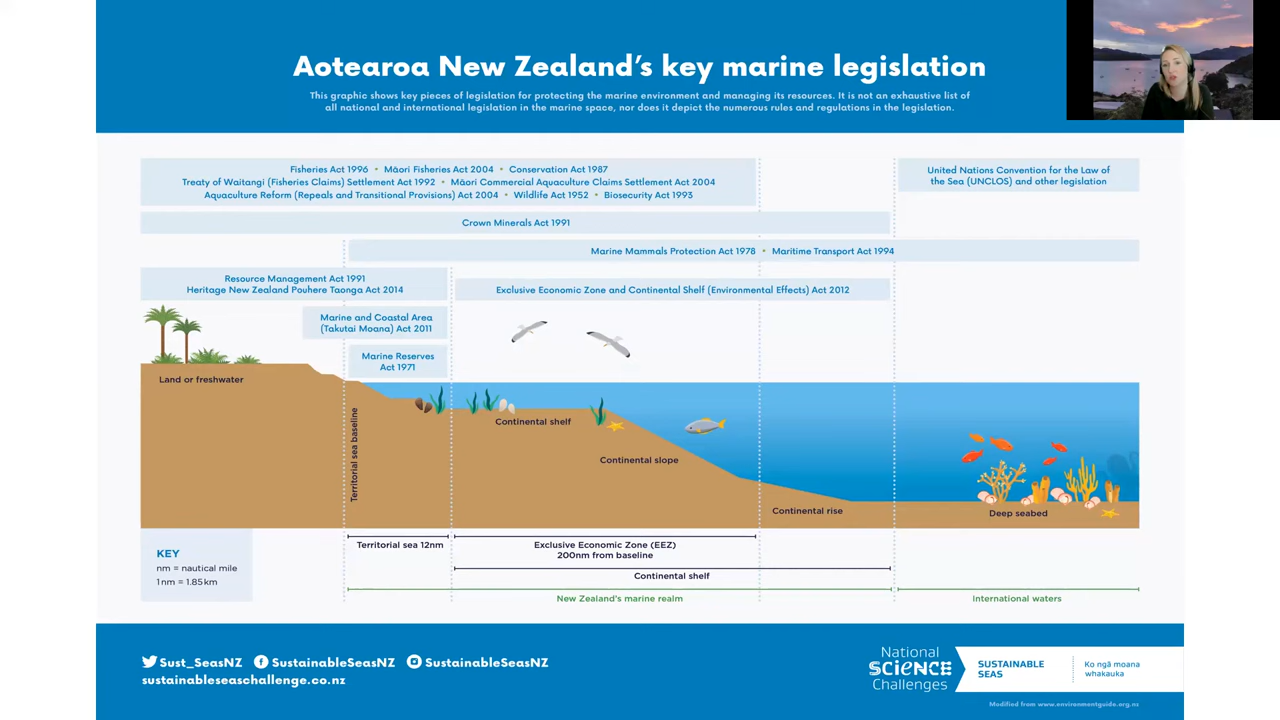 Aotearoa New Zealand's key marine legislation
This graphic shows key pieces of legislation for protecting the marine environment and managing its resources. It is not an exhaustive list of
all national and international legislation in the marine space, nor does it depict the numerous rules and regulations in the legislation.
Fisheries Act 1996 • Māori Fisheries Act 2004 • Conservation Act 1987
Treaty of Waitangi (Fisheries Claims) Settlement Act 1992 • Māori Commercial Aquaculture Claims Settlement Act 2004
Aquaculture Reform (Repeals and Transitional Provisions) Act 2004 • Wildlife Act 1952 • Biosecurity Act 1993
United Nations Convention for the Law of
the Sea (UNCLOS) and other legislation
Crown Minerals Act 1991
Marine Mammals Protection Act 1978 • Maritime Transport Act 1994
Resource Management Act 1991
Heritage New Zealand Pouhere Taonga Act 2014
Exclusive Economic Zone and Continental Shelf (Environmental Effects) Act 2012
Marine and Coastal Area
(Takutai Moana) Act 2011
Marine Reserves
Act 1971
Land or freshwater
Territorial sea baseline
Continental shelf
Continental slope
Continental rise
Deep seabed
Territorial sea 12nm
Exclusive Economic Zone (EEZ)
200nm from baseline
Continental shelf
New Zealand's marine realm
International waters
KEY
nm = nautical mile
1nm = 1.85km
Sust_SeasNZ SustainableSeasNZ SustainableSeasNZ
sustainableseaschallenge.co.nz
National
SCIENCE
Challenges
SUSTAINABLE
SEAS
Ko ngā moana
whakauka
Modified from www.environmentguide.org.nz